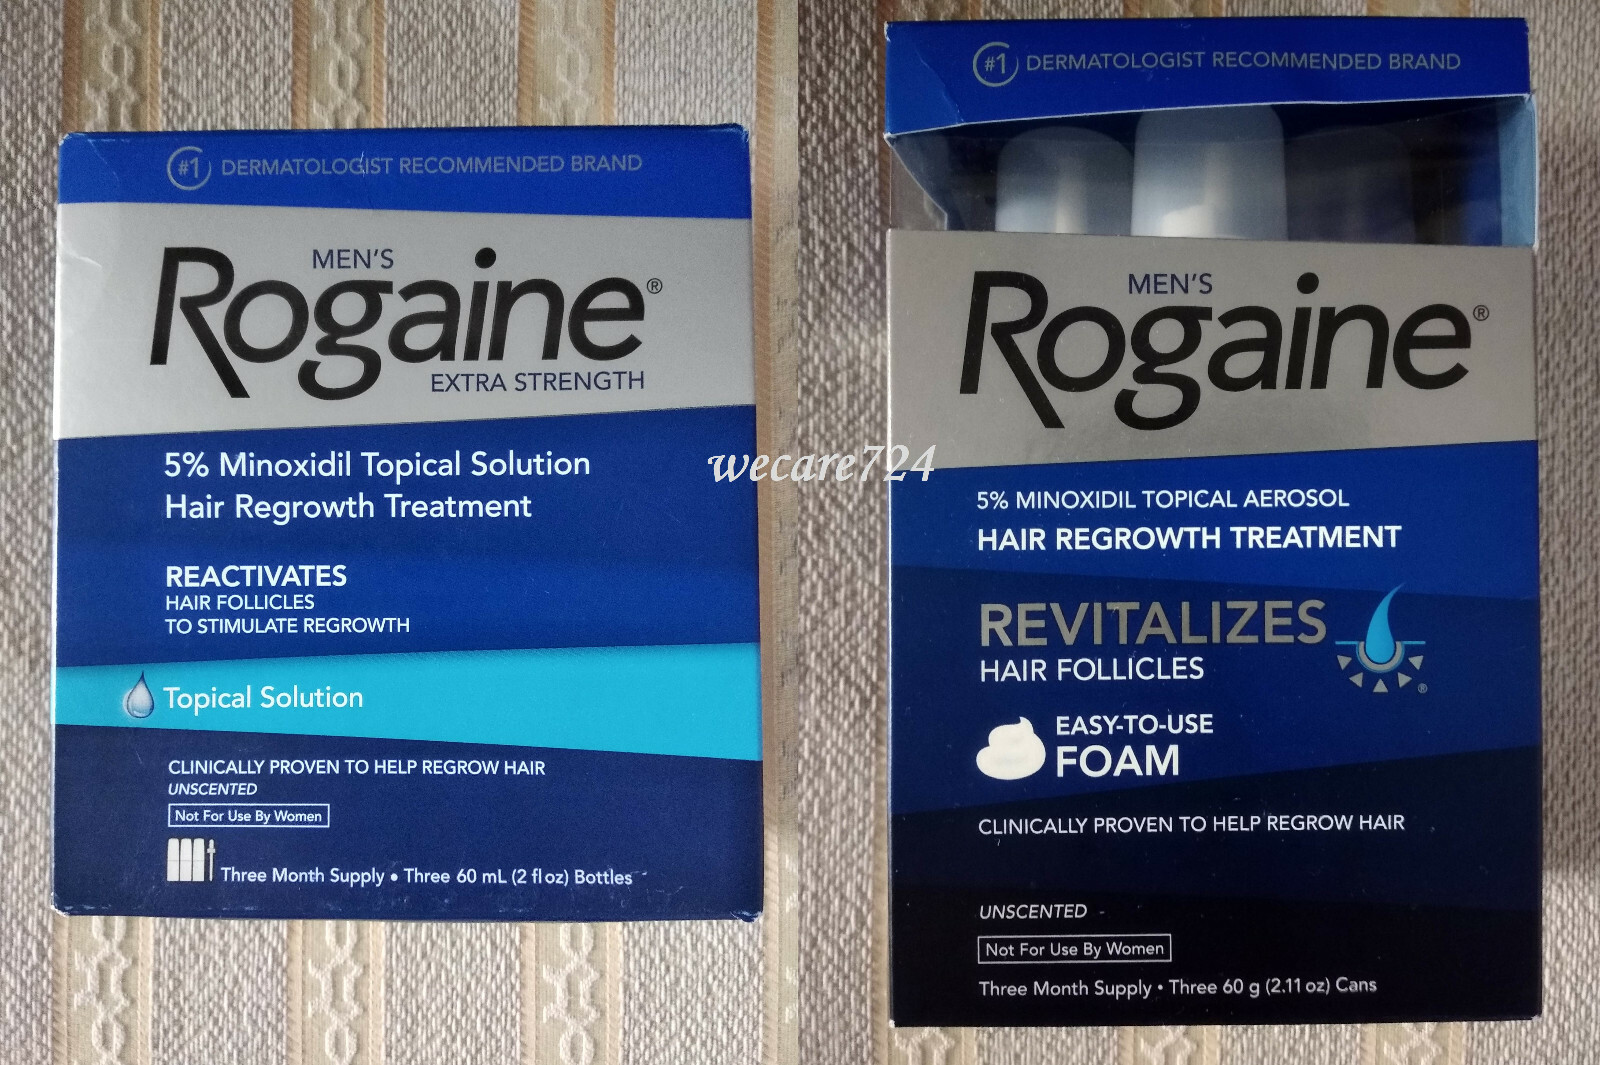 #1 DERMATOLOGIST RECOMMENDED BRAND
MEN'S
Rogaine®
EXTRA STRENGTH
5% Minoxidil Topical Solution
Hair Regrowth Treatment
REACTIVATES
HAIR FOLLICLES
TO STIMULATE REGROWTH
Topical Solution
CLINICALLY PROVEN TO HELP REGROW HAIR
UNSCENTED
Not For Use By Women
Three Month Supply • Three 60 mL (2 fl oz) Bottles
wecare724
#1 DERMATOLOGIST RECOMMENDED BRAND
MEN'S
Rogaine®
5% MINOXIDIL TOPICAL AEROSOL
HAIR REGROWTH TREATMENT
REVITALIZES
HAIR FOLLICLES
®
EASY-TO-USE
FOAM
CLINICALLY PROVEN TO HELP REGROW HAIR
UNSCENTED
Not For Use By Women
Three Month Supply • Three 60 g (2.11 oz) Cans